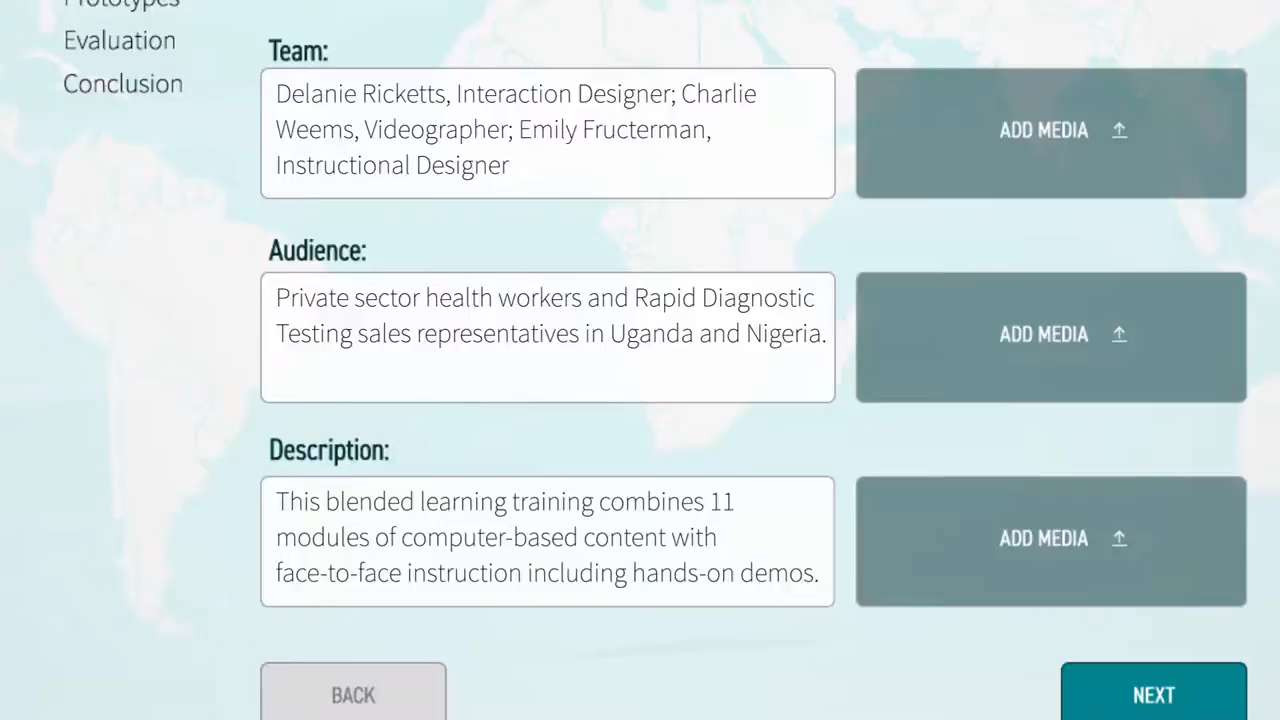 Prototypes
Evaluation
Conclusion
Team:
Delanie Ricketts, Interaction Designer; Charlie
Weems, Videographer; Emily Fructerman,
Instructional Designer
ADD MEDIA
Audience:
Private sector health workers and Rapid Diagnostic
Testing sales representatives in Uganda and Nigeria.
ADD MEDIA
Description:
This blended learning training combines 11
modules of computer-based content with
face-to-face instruction including hands-on demos.
ADD MEDIA
BACK
NEXT